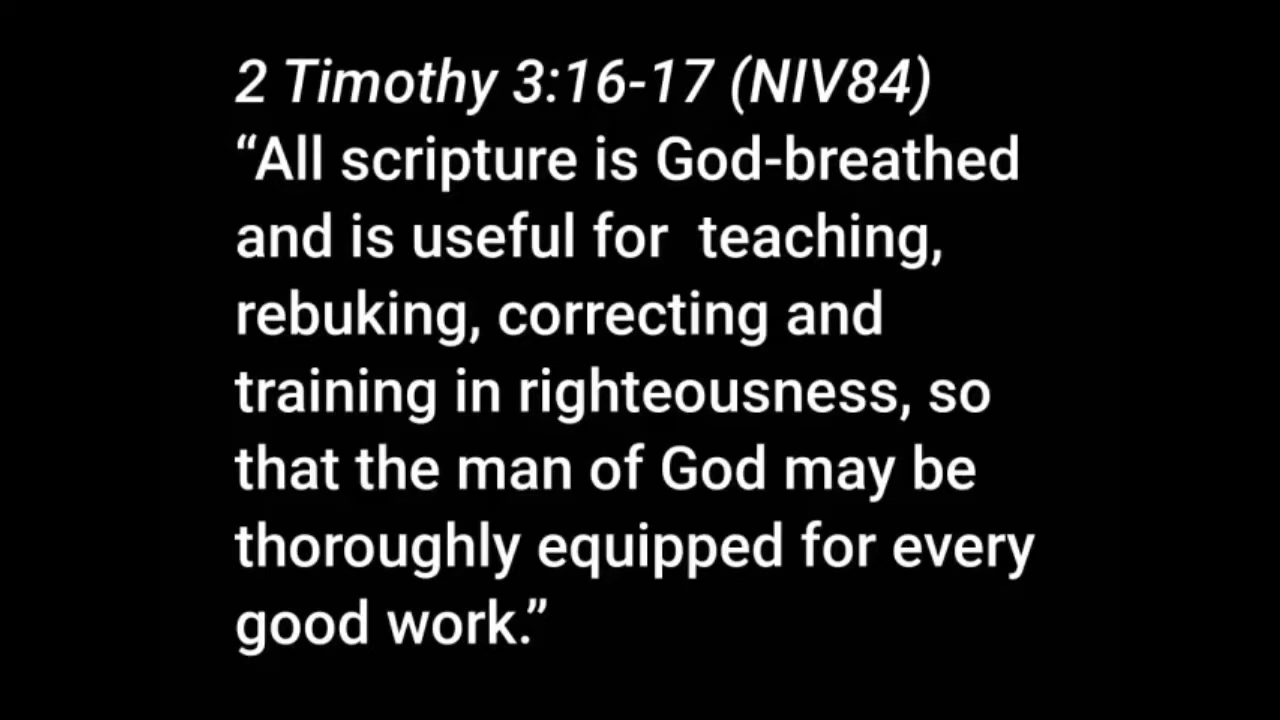 2 Timothy 3:16-17 (NIV84)
“All scripture is God-breathed
and is useful for  teaching,
rebuking, correcting and
training in righteousness, so
that the man of God may be
thoroughly equipped for every
good work.”